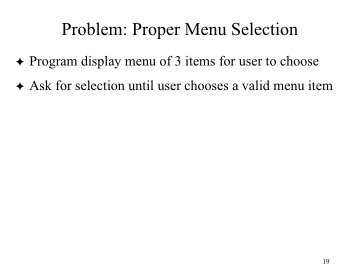 Problem: Proper Menu Selection
✦ Program display menu of 3 items for user to choose
✦ Ask for selection until user chooses a valid menu item
19